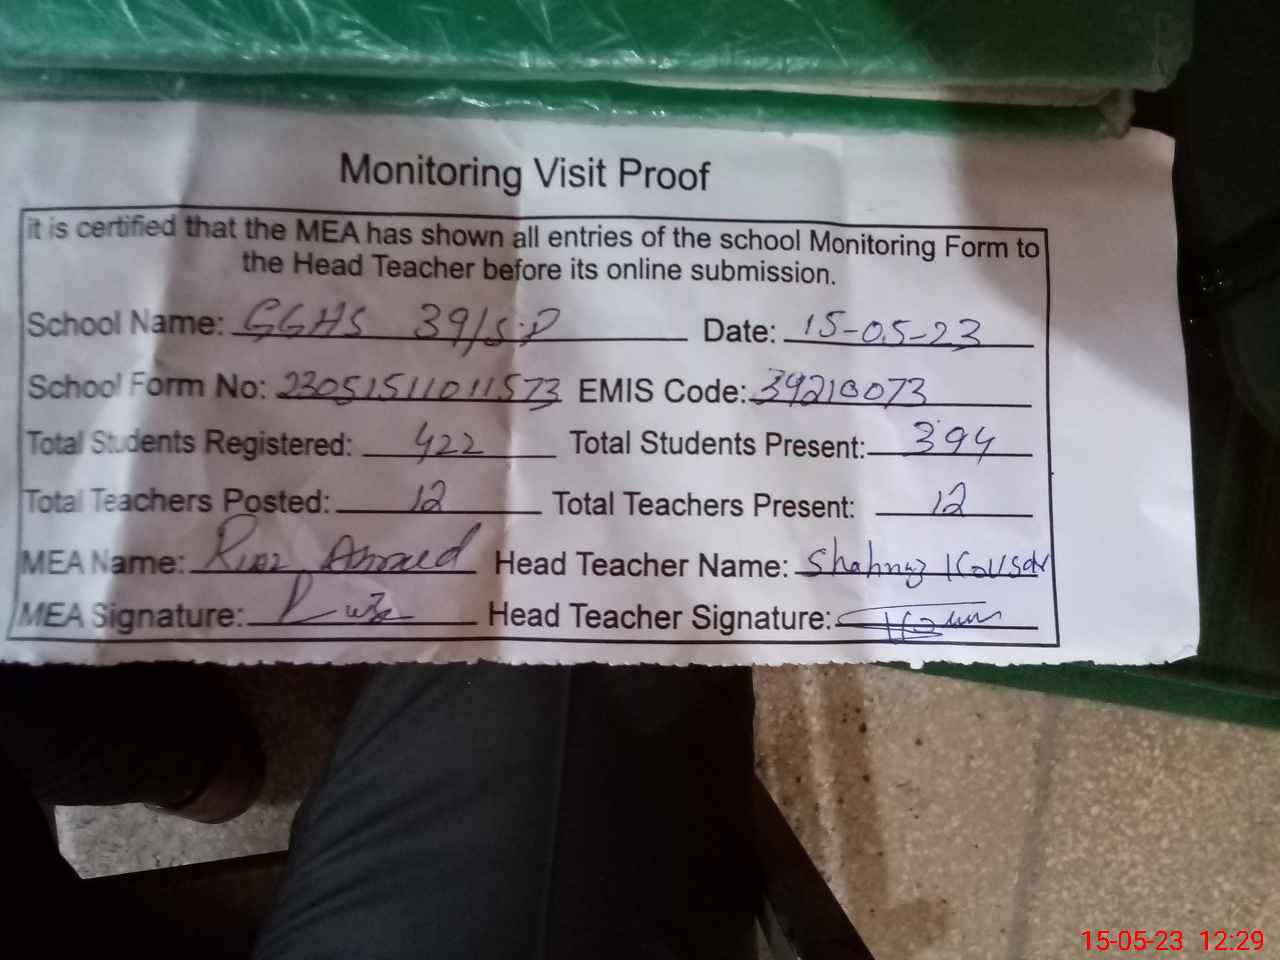 Monitoring Visit Proof
it is certified that the MEA has shown all entries of the school Monitoring Form to
the Head Teacher before its online submission.
School Name: GGHS 39/S.P Date: 15-05-23
School Form No: 23051511011573 EMIS Code: 39210073
Total Students Registered: 422 Total Students Present: 394
Total Teachers Posted: 12 Total Teachers Present: 12
MEA Name: Riaz Ahmed Head Teacher Name: Shahnaz Kousar
MEA Signature: Head Teacher Signature:
15-05-23 12:29